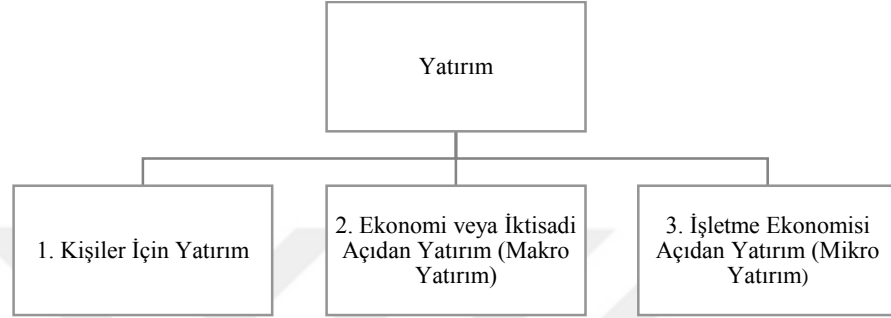 Yatırım
1. Kişiler İçin Yatırım
2. Ekonomi veya İktisadi
Açıdan Yatırım (Makro
Yatırım)
3. İşletme Ekonomisi
Açıdan Yatırım (Mikro
Yatırım)